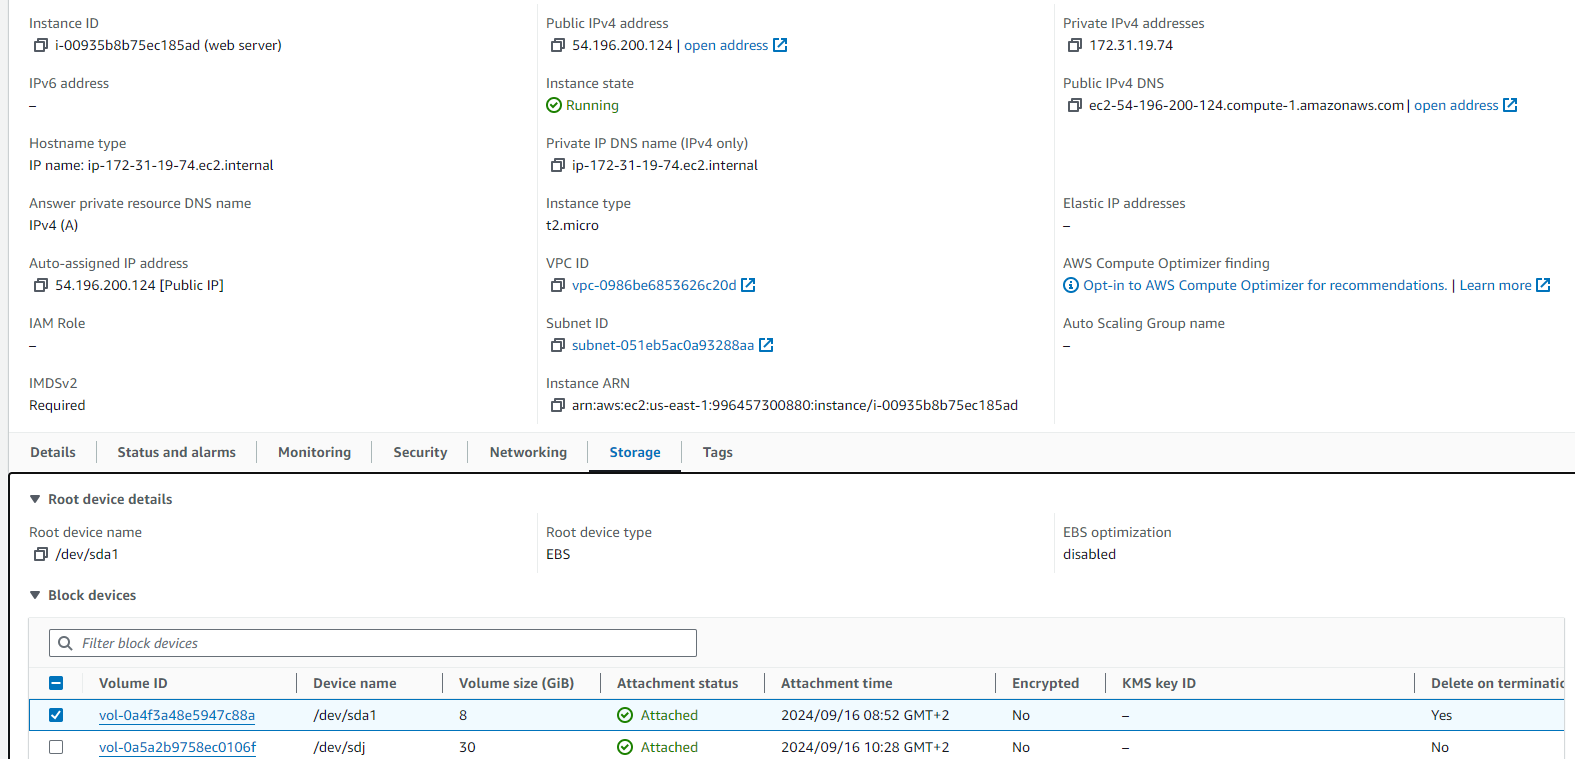 Instance ID
i-00935b8b75ec185ad (web server)
Public IPv4 address
54.196.200.124 | open address
Private IPv4 addresses
172.31.19.74
IPv6 address
–
Instance state
Running
Public IPv4 DNS
ec2-54-196-200-124.compute-1.amazonaws.com | open address
Hostname type
IP name: ip-172-31-19-74.ec2.internal
Private IP DNS name (IPv4 only)
ip-172-31-19-74.ec2.internal
Answer private resource DNS name
IPv4 (A)
Instance type
t2.micro
Elastic IP addresses
–
Auto-assigned IP address
54.196.200.124 [Public IP]
VPC ID
vpc-0986be6853626c20d
AWS Compute Optimizer finding
Opt-in to AWS Compute Optimizer for recommendations. | Learn more
IAM Role
–
Subnet ID
subnet-051eb5ac0a93288aa
Auto Scaling Group name
–
IMDSv2
Required
Instance ARN
arn:aws:ec2:us-east-1:996457300880:instance/i-00935b8b75ec185ad
Details Status and alarms Monitoring Security Networking Storage Tags
Root device details
Root device name
/dev/sda1
Root device type
EBS
EBS optimization
disabled
Block devices
Filter block devices
Volume ID Device name Volume size (GiB) Attachment status Attachment time Encrypted KMS key ID Delete on terminatio
vol-0a4f3a48e5947c88a /dev/sda1 8 Attached 2024/09/16 08:52 GMT+2 No – Yes
vol-0a5a2b9758ec0106f /dev/sdj 30 Attached 2024/09/16 10:28 GMT+2 No – No